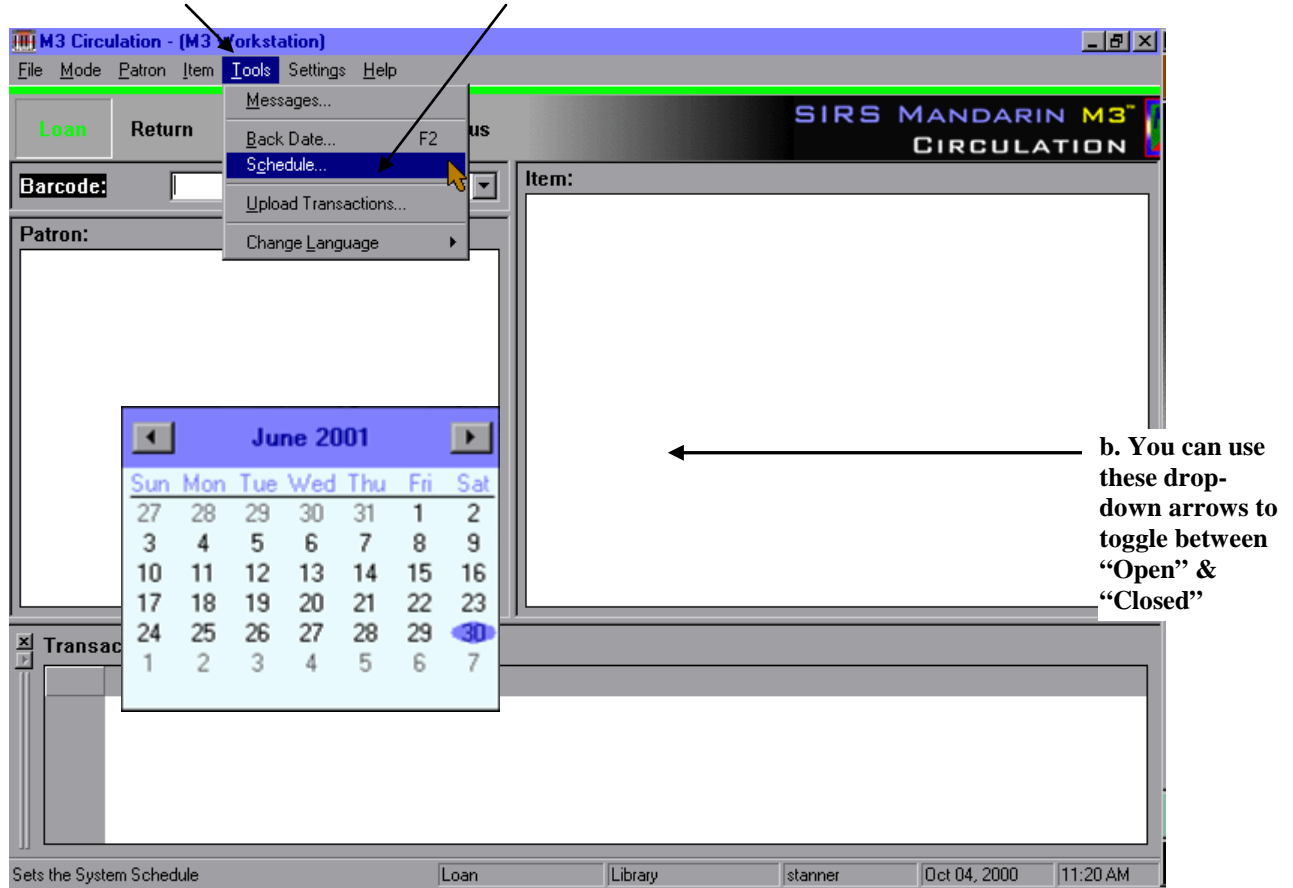 M3 Circulation - (M3 Workstation)
File Mode Patron Item Tools Settings Help
Messages...
Back Date... F2
Schedule...
Upload Transactions...
Change Language
Loan Return us
SIRS MANDARIN M3™
CIRCULATION
Barcode:
Item:
Patron:
June 2001
Sun Mon Tue Wed Thu Fri Sat
27 28 29 30 31 1 2
3 4 5 6 7 8 9
10 11 12 13 14 15 16
17 18 19 20 21 22 23
24 25 26 27 28 29 30
1 2 3 4 5 6 7
b. You can use
these drop-
down arrows to
toggle between
“Open” &
“Closed”
Transac
Sets the System Schedule Loan Library stanner Oct 04, 2000 11:20 AM